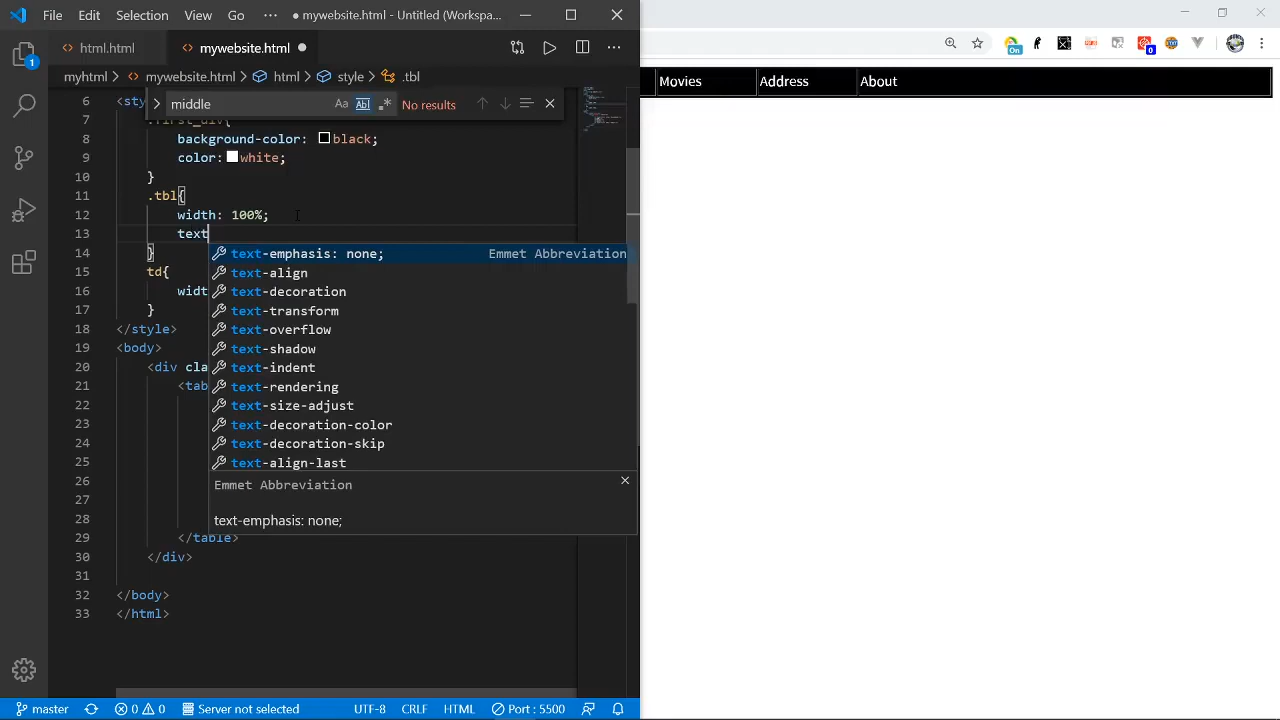 File Edit Selection View Go ··· ● mywebsite.html - Untitled (Workspa...
html.html mywebsite.html ●
myhtml > mywebsite.html > html > style > .tbl
middle Aa Abl .* No results
6 <sty
7 .first_div{
8 background-color: black;
9 color: white;
10 }
11 .tbl{
12 width: 100%;
13 text
14 }
15 td{
16 widt
17 }
18 </style>
19 <body>
20 <div cla
21 <tab
22
23
24
25
26
27
28
29 </table>
30 </div>
31
32 </body>
33 </html>
text-emphasis: none; Emmet Abbreviation
text-align
text-decoration
text-transform
text-overflow
text-shadow
text-indent
text-rendering
text-size-adjust
text-decoration-color
text-decoration-skip
text-align-last
Emmet Abbreviation
text-emphasis: none;
1
master 0 0 Server not selected UTF-8 CRLF HTML Port : 5500
On 0
Movies Address About